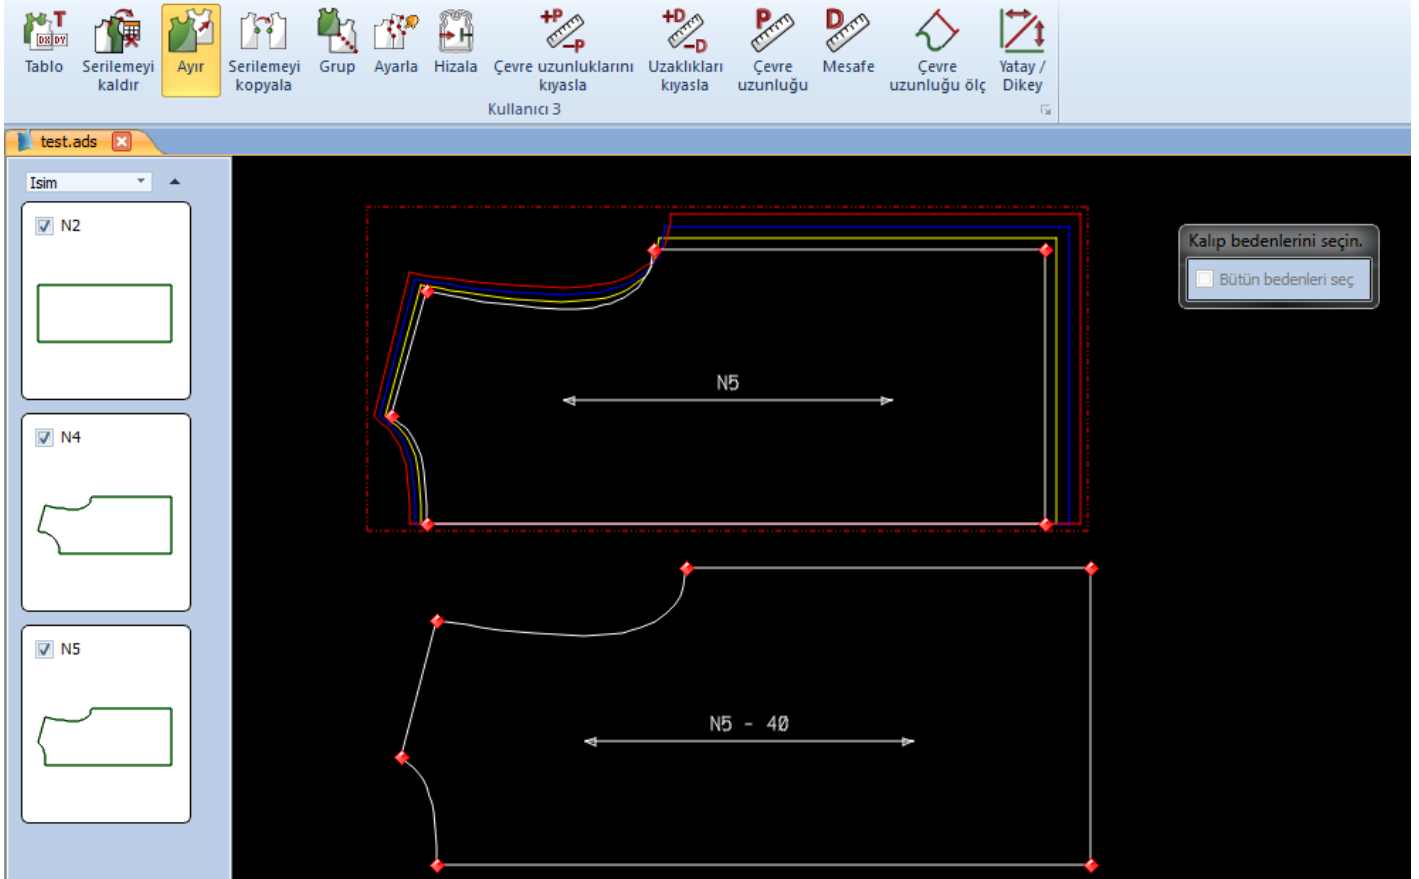 T
DX DY
+P
-P
+D
-D
P
D
H
Tablo
Serilemeyi kaldır
Ayır
Serilemeyi kopyala
Grup
Ayarla
Hizala
Çevre uzunluklarını kıyasla
Uzaklıkları kıyasla
Çevre uzunluğu
Mesafe
Çevre uzunluğu ölç
Yatay / Dikey
Kullanıcı 3
test.ads
Isim
N2
N4
N5
Kalıp bedenlerini seçin.
Bütün bedenleri seç
N5
N5 - 40